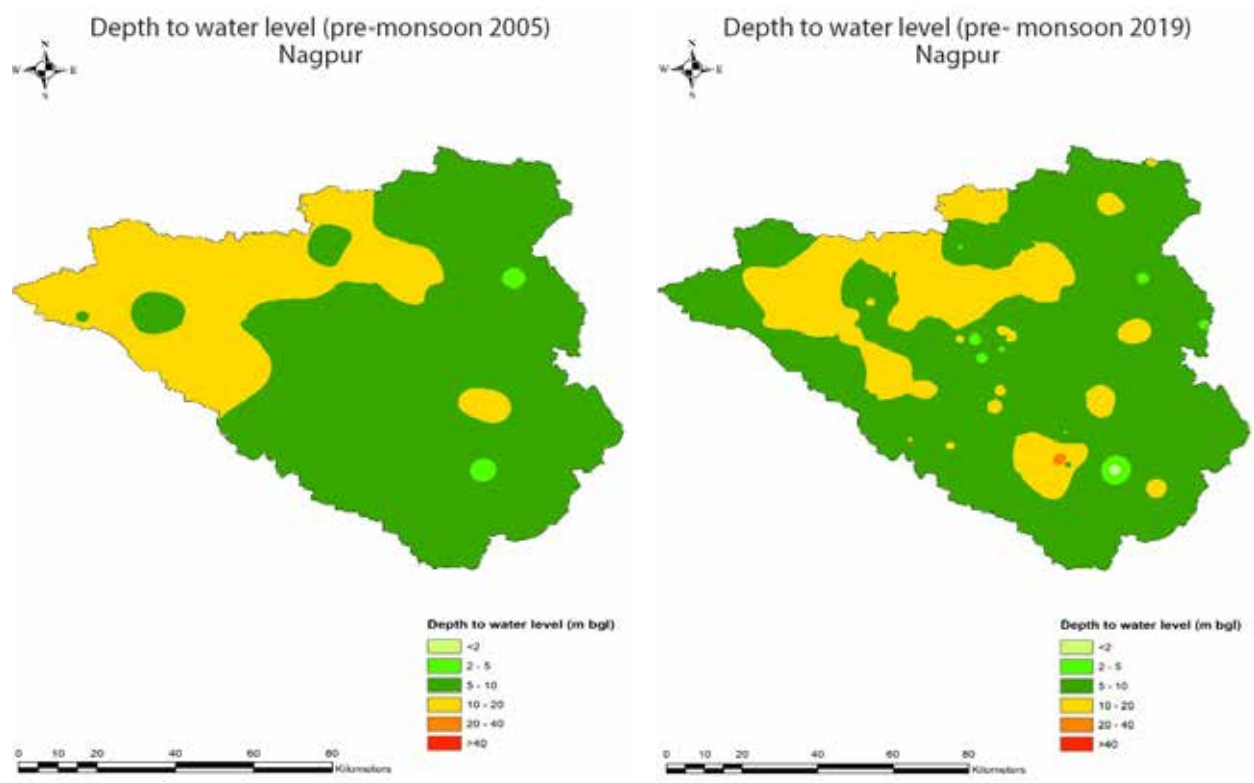 Depth to water level (pre-monsoon 2005)
Nagpur
N
W E
S
Depth to water level (m bgl)
<2
2 - 5
5 - 10
10 - 20
20 - 40
>40
0 10 20 40 60 80
Kilometers
Depth to water level (pre- monsoon 2019)
Nagpur
N
W E
S
Depth to water level (m bgl)
<2
2 - 5
5 - 10
10 - 20
20 - 40
>40
0 10 20 40 60 80
Kilometers